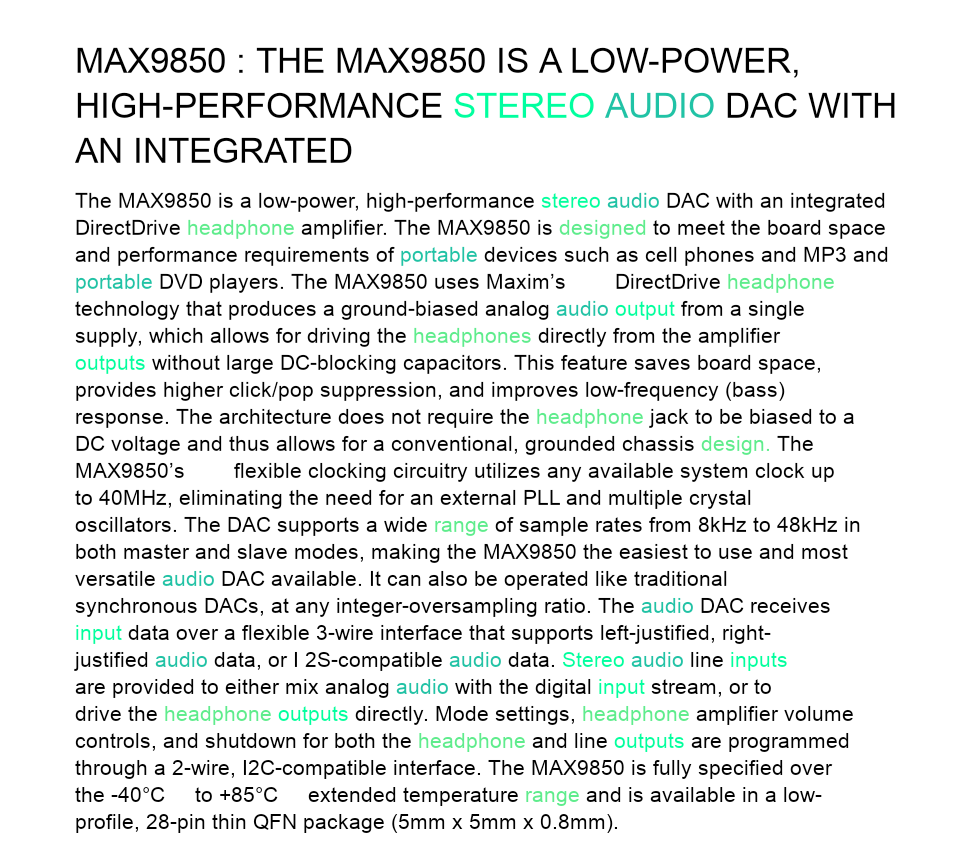 MAX9850 : THE MAX9850 IS A LOW-POWER,
HIGH-PERFORMANCE STEREO AUDIO DAC WITH
AN INTEGRATED
The MAX9850 is a low-power, high-performance stereo audio DAC with an integrated
DirectDrive headphone amplifier. The MAX9850 is designed to meet the board space
and performance requirements of portable devices such as cell phones and MP3 and
portable DVD players. The MAX9850 uses Maxim’s DirectDrive headphone
technology that produces a ground-biased analog audio output from a single
supply, which allows for driving the headphones directly from the amplifier
outputs without large DC-blocking capacitors. This feature saves board space,
provides higher click/pop suppression, and improves low-frequency (bass)
response. The architecture does not require the headphone jack to be biased to a
DC voltage and thus allows for a conventional, grounded chassis design. The
MAX9850’s flexible clocking circuitry utilizes any available system clock up
to 40MHz, eliminating the need for an external PLL and multiple crystal
oscillators. The DAC supports a wide range of sample rates from 8kHz to 48kHz in
both master and slave modes, making the MAX9850 the easiest to use and most
versatile audio DAC available. It can also be operated like traditional
synchronous DACs, at any integer-oversampling ratio. The audio DAC receives
input data over a flexible 3-wire interface that supports left-justified, right-
justified audio data, or I 2S-compatible audio data. Stereo audio line inputs
are provided to either mix analog audio with the digital input stream, or to
drive the headphone outputs directly. Mode settings, headphone amplifier volume
controls, and shutdown for both the headphone and line outputs are programmed
through a 2-wire, I2C-compatible interface. The MAX9850 is fully specified over
the -40°C to +85°C extended temperature range and is available in a low-
profile, 28-pin thin QFN package (5mm x 5mm x 0.8mm).